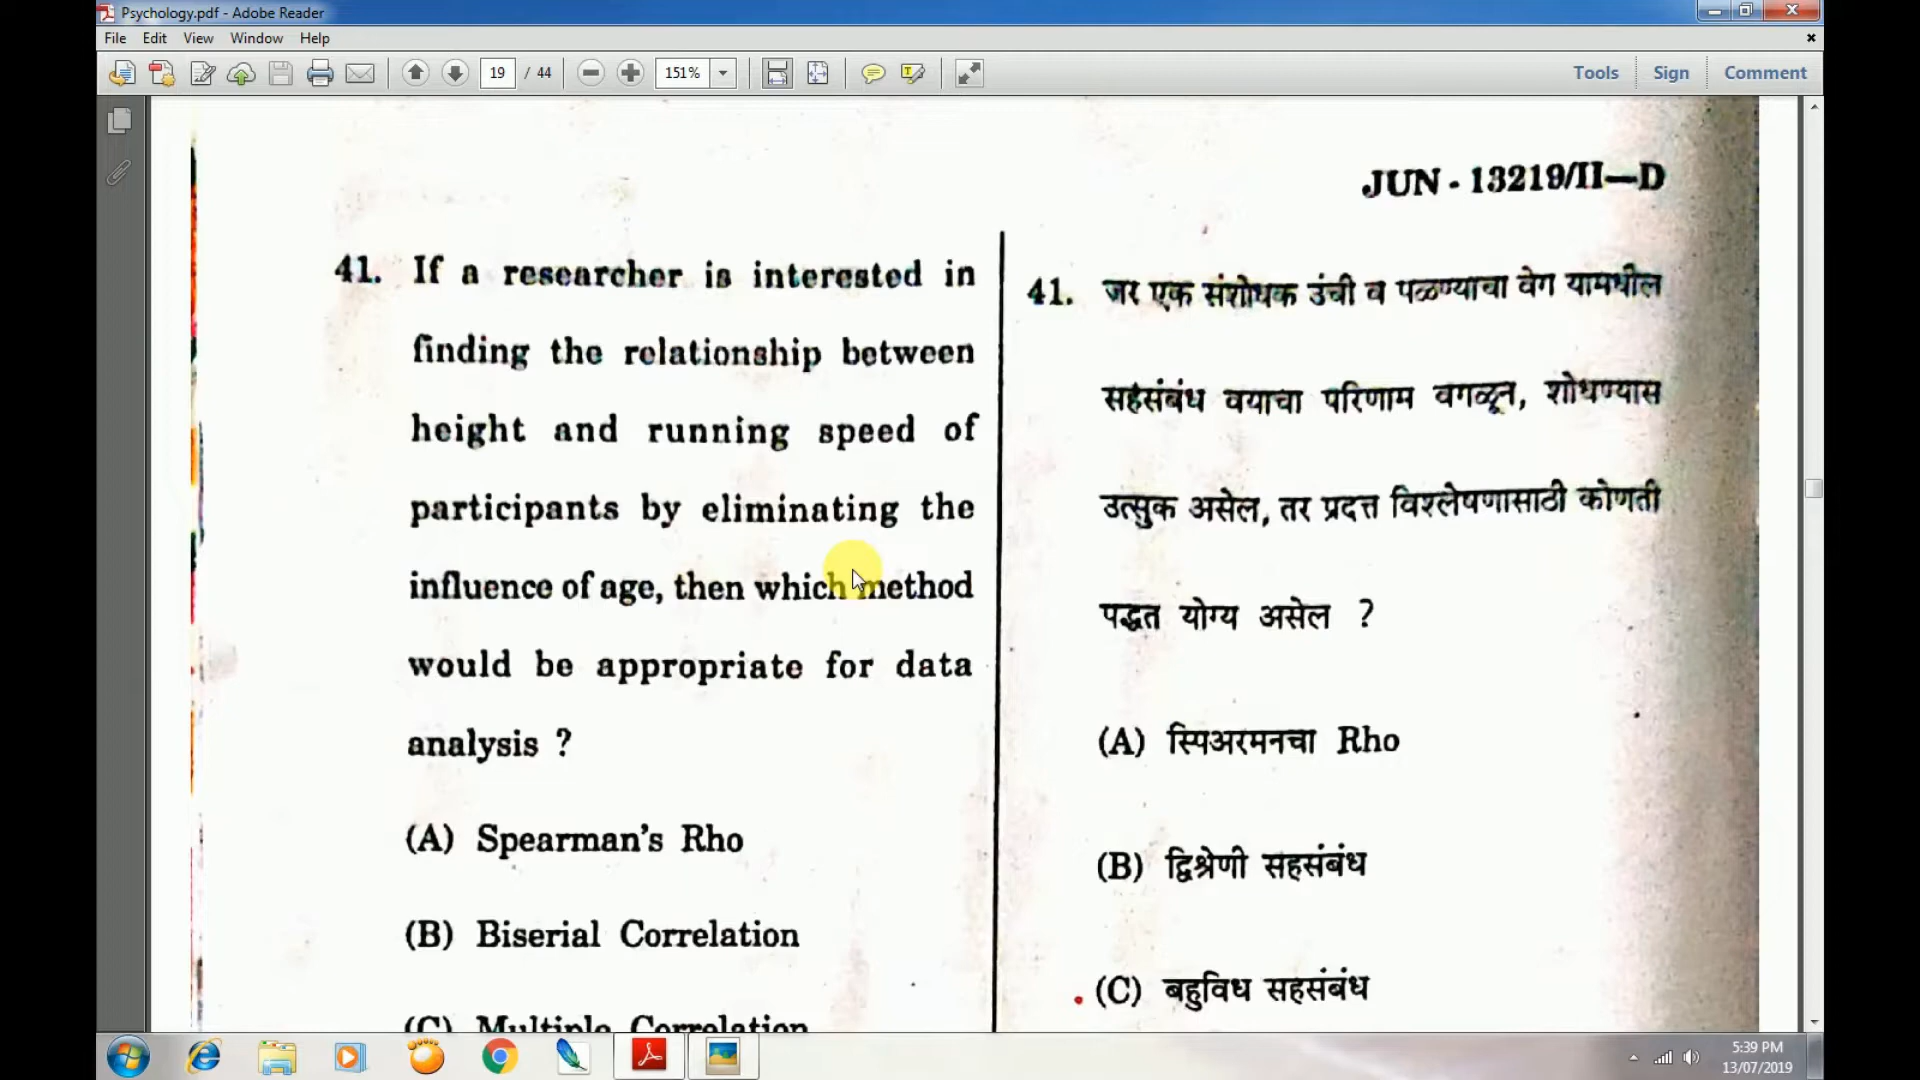 Psychology.pdf - Adobe Reader
File Edit View Window Help
19 / 44
151%
Tools Sign Comment
JUN - 13219/II—D
41. If a researcher is interested in
finding the relationship between
height and running speed of
participants by eliminating the
influence of age, then which method
would be appropriate for data
analysis ?
(A) Spearman's Rho
(B) Biserial Correlation
(C) Multiple Correlation
41. जर एक संशोधक उंची व पळण्याचा वेग यामधील
सहसंबंध वयाचा परिणाम वगळून, शोधण्यास
उत्सुक असेल, तर प्रदत्त विश्लेषणासाठी कोणती
पद्धत योग्य असेल ?
(A) स्पिअरमनचा Rho
(B) द्विश्रेणी सहसंबंध
(C) बहुविध सहसंबंध
5:39 PM
13/07/2019